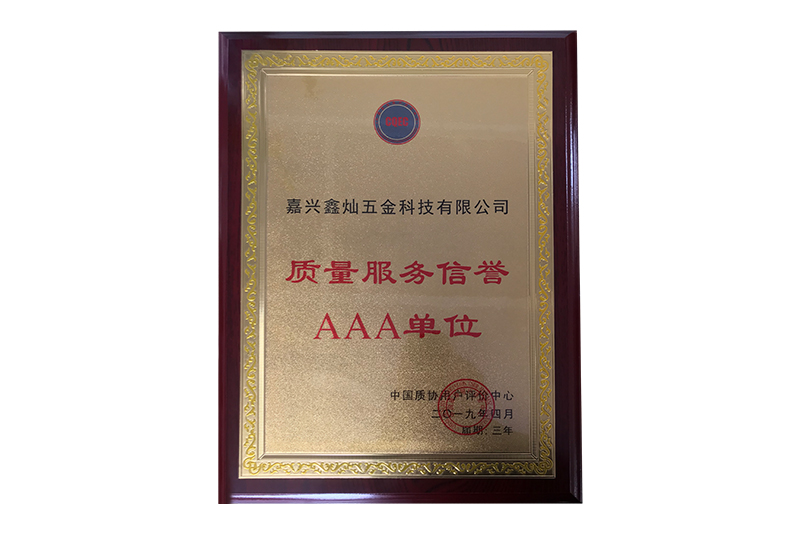 嘉兴鑫灿五金科技有限公司
质量服务信誉
AAA单位
中国质协用户评价中心
二〇一九年四月
届期:三年